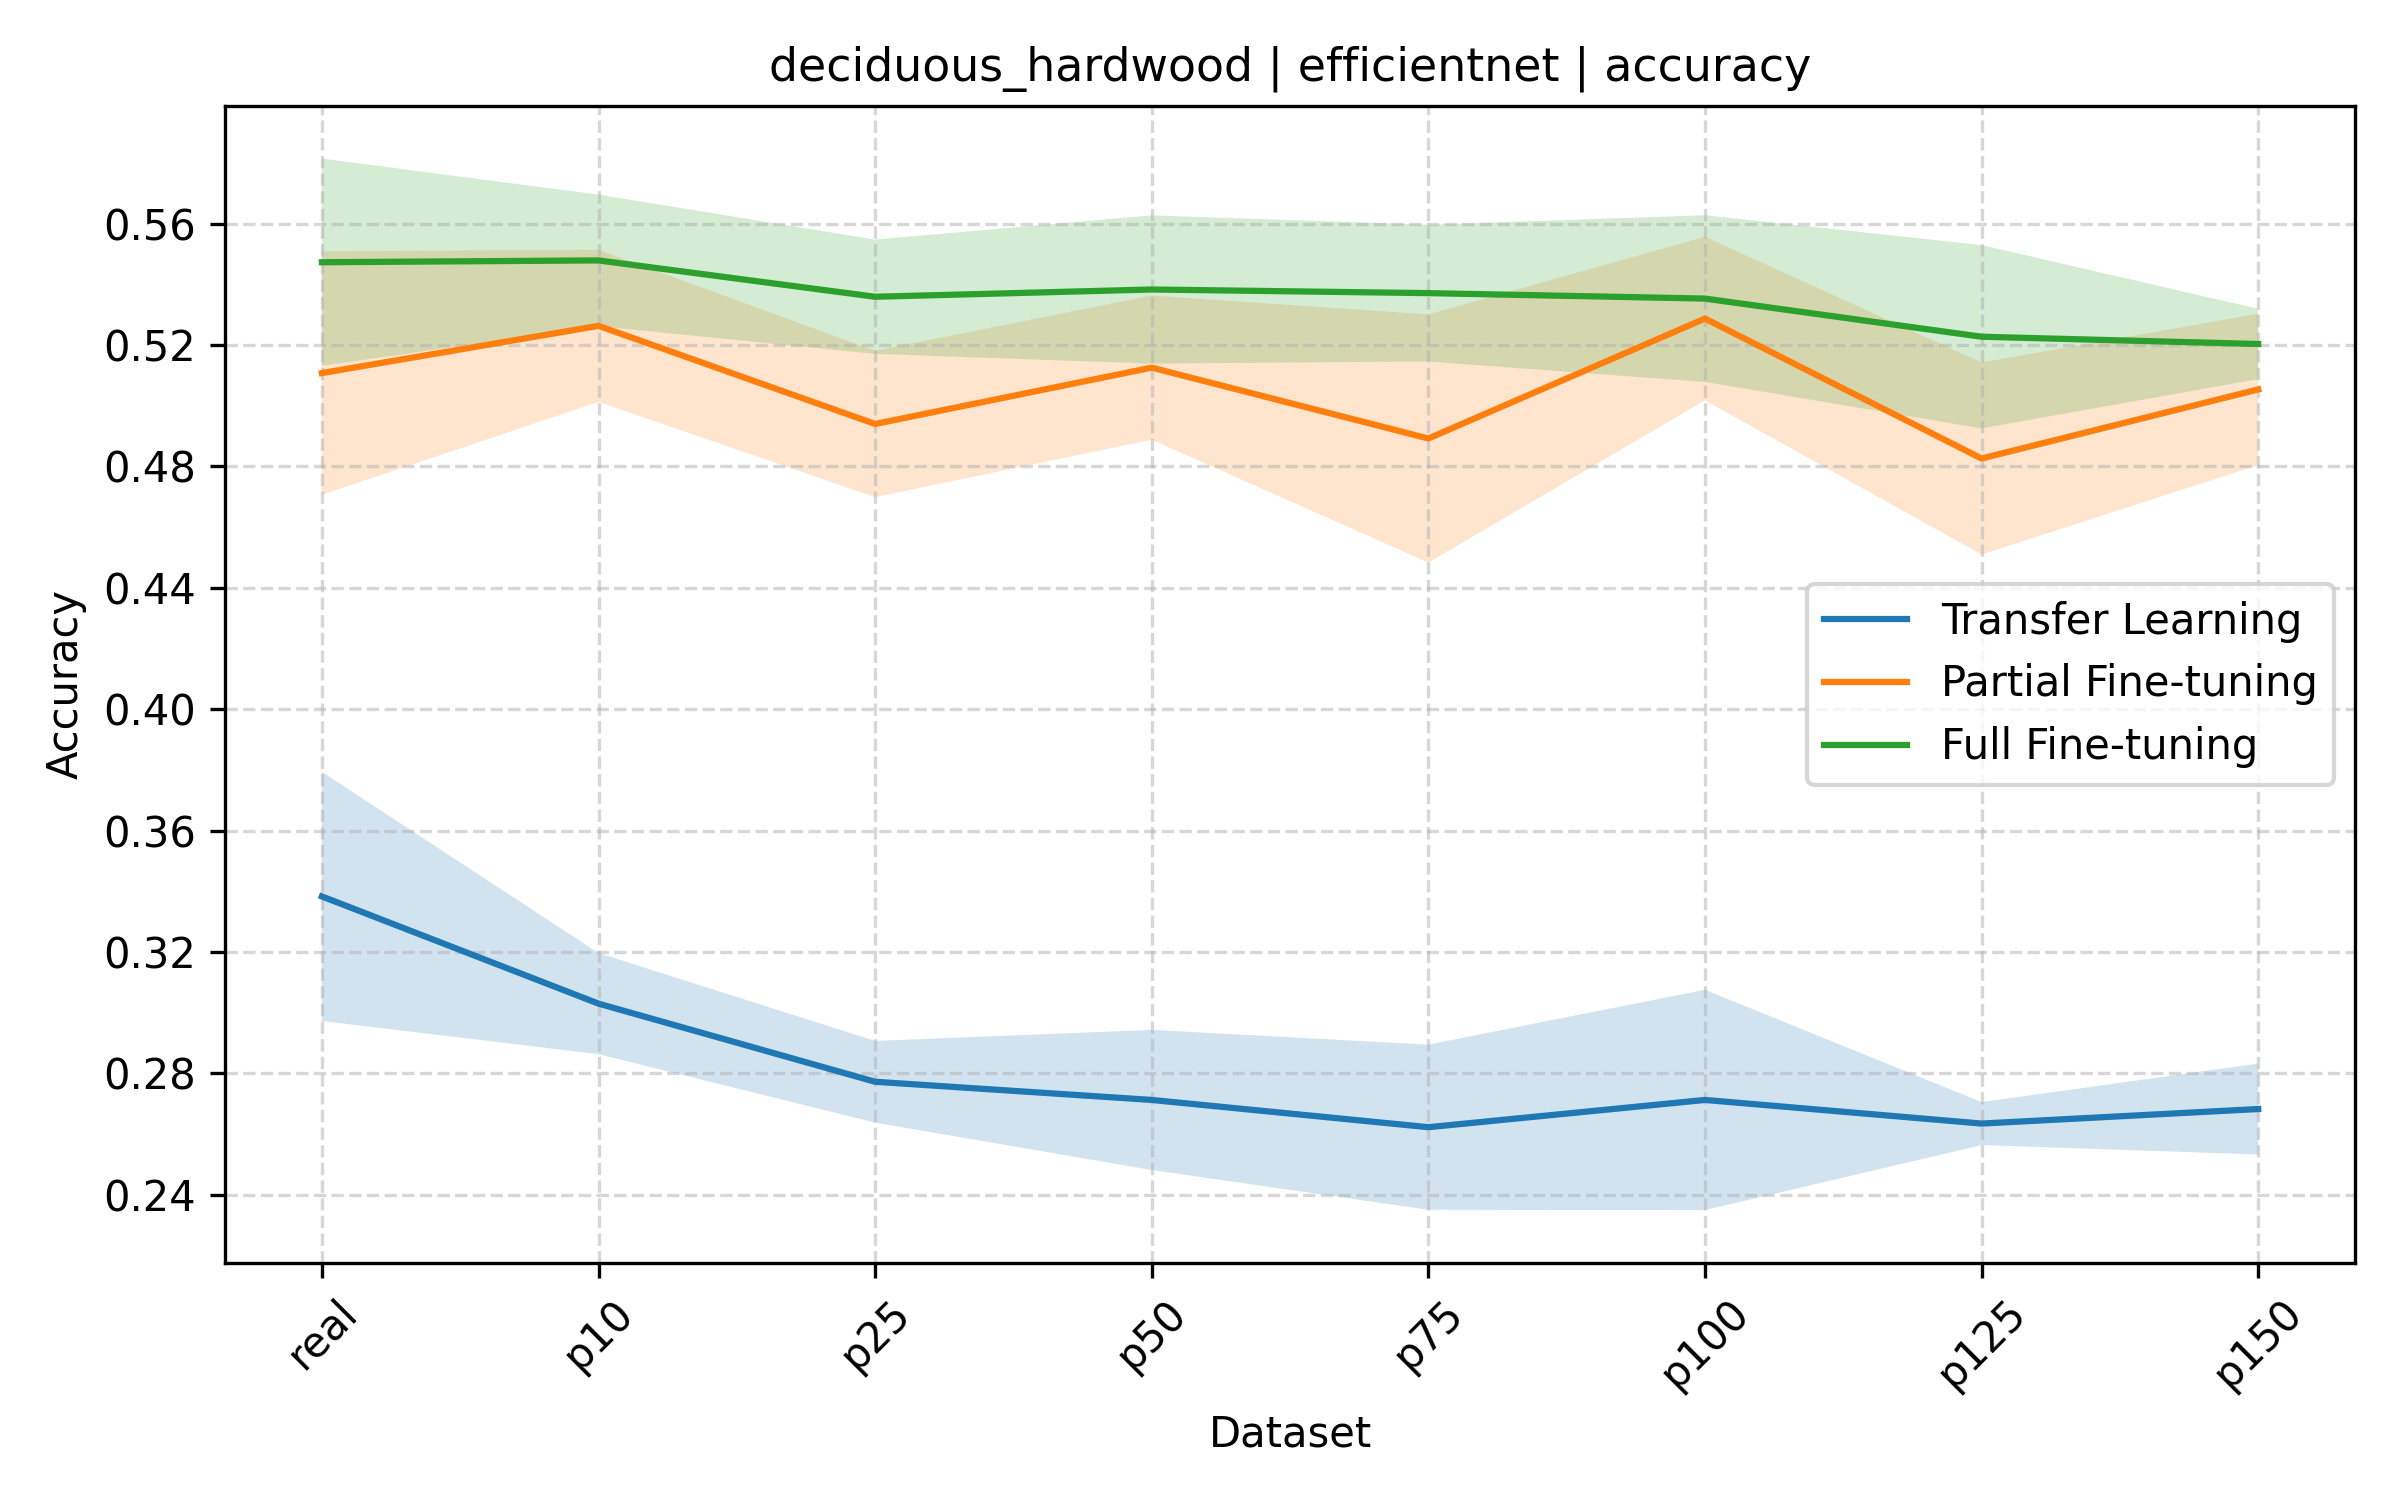 deciduous_hardwood | efficientnet | accuracy
Accuracy
0.56
0.52
0.48
0.44
0.40
0.36
0.32
0.28
0.24
Transfer Learning
Partial Fine-tuning
Full Fine-tuning
real
p10
p25
p50
p75
p100
p125
p150
Dataset